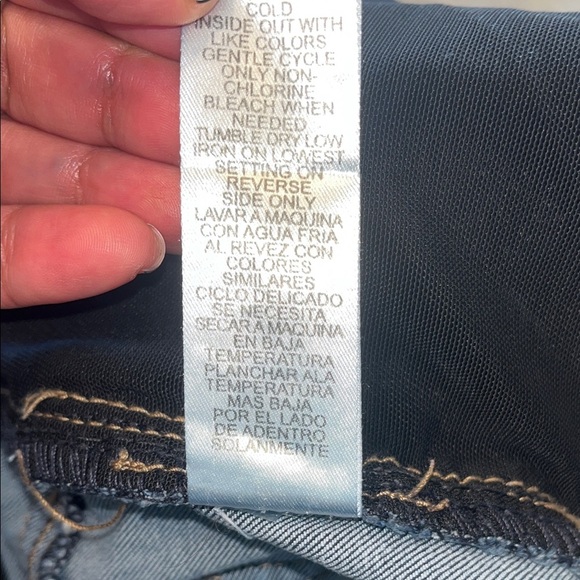 COLD
INSIDE OUT WITH
LIKE COLORS
GENTLE CYCLE
ONLY NON-
CHLORINE
BLEACH WHEN
NEEDED
TUMBLE DRY LOW
IRON ON LOWEST
SETTING ON
REVERSE
SIDE ONLY
LAVAR A MAQUINA
CON AGUA FRIA
AL REVEZ CON
COLORES
SIMILARES
CICLO DELICADO
SE NECESITA
SECAR A MAQUINA
EN BAJA
TEMPERATURA
PLANCHAR ALA
TEMPERATURA
MAS BAJA
POR EL LADO
DE ADENTRO
SOLANMENTE